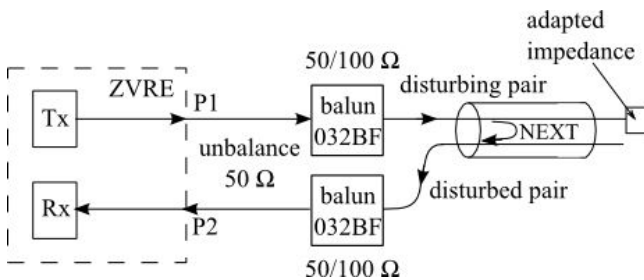 adapted
impedance
50/100 Ω
ZVRE
P1
disturbing pair
Tx
balun
032BF
NEXT
unbalance
50 Ω
Rx
balun
032BF
disturbed pair
P2
50/100 Ω